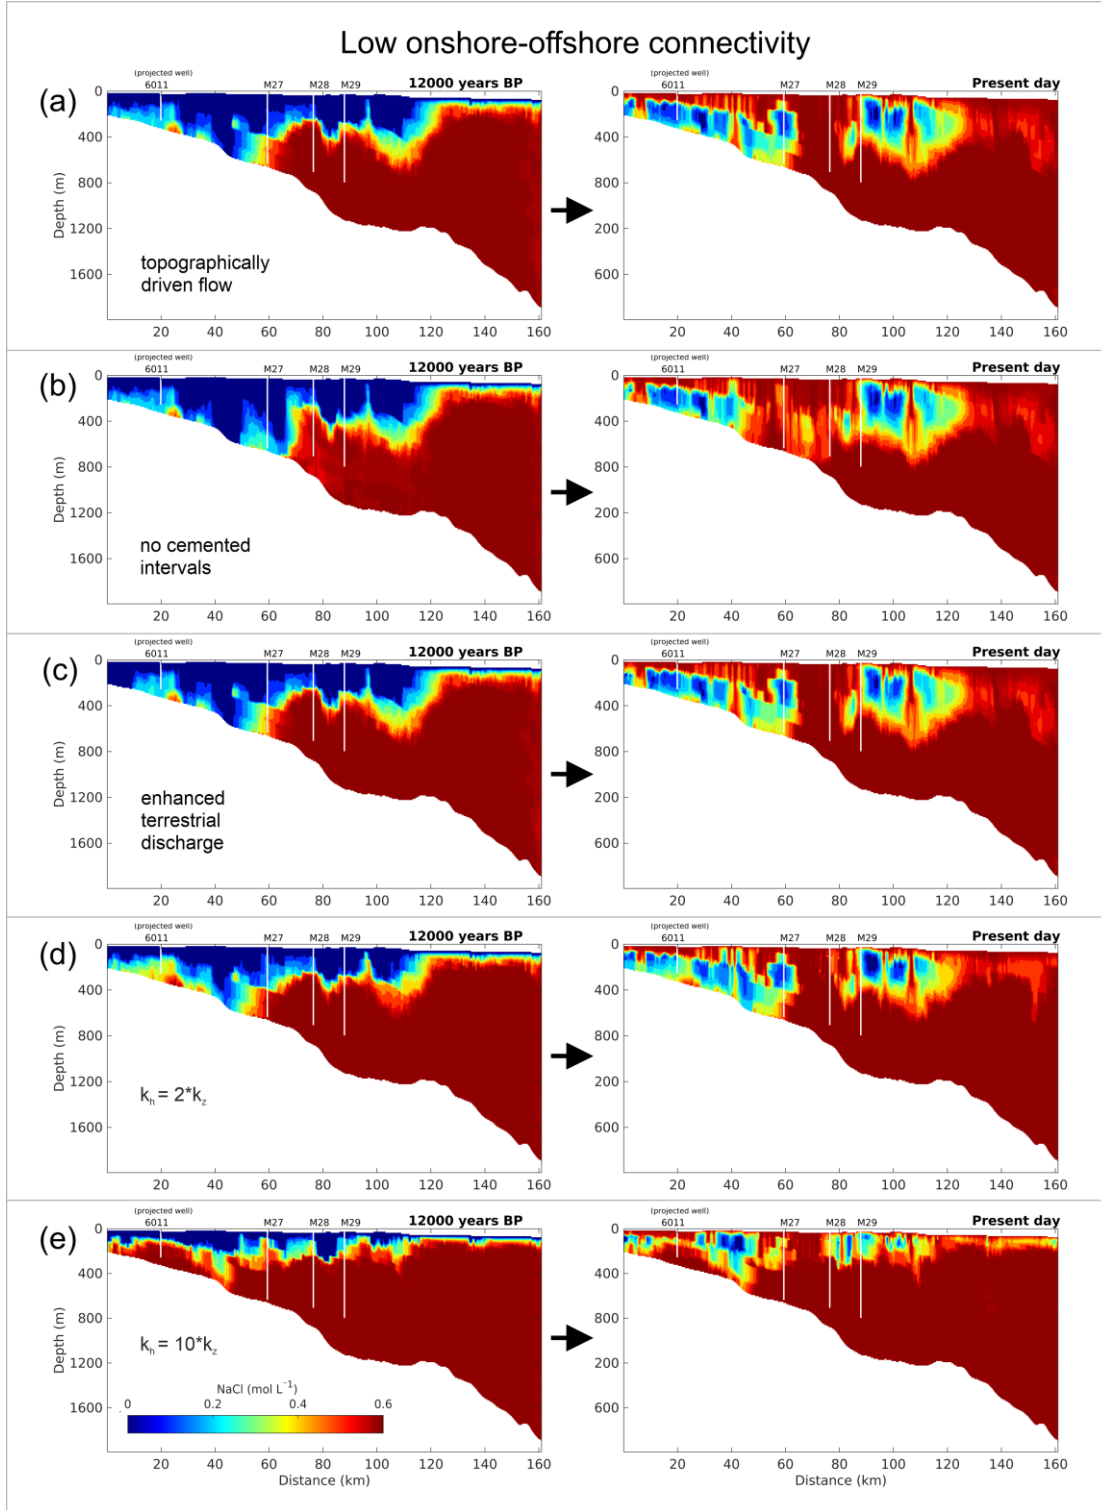 Low onshore-offshore connectivity
(a)
(projected well)
6011 M27 M28 M29 12000 years BP
0
400
800
1200
1600
Depth (m)
topographically
driven flow
20 40 60 80 100 120 140 160
(projected well)
6011 M27 M28 M29 Present day
0
400
800
200
600
20 40 60 80 100 120 140 160
(b)
(projected well)
6011 M27 M28 M29 12000 years BP
0
400
800
1200
1600
Depth (m)
no cemented
intervals
20 40 60 80 100 120 140 160
(projected well)
6011 M27 M28 M29 Present day
0
400
800
200
1600
20 40 60 80 100 120 140 160
(c)
(projected well)
6011 M27 M28 M29 12000 years BP
0
400
800
1200
1600
Depth (m)
enhanced
terrestrial
discharge
20 40 60 80 100 120 140 160
(projected well)
6011 M27 M28 M29 Present day
0
400
800
200
600
20 40 60 80 100 120 140 160
(d)
(projected well)
6011 M27 M28 M29 12000 years BP
0
400
800
1200
1600
Depth (m)
kh = 2*kz
20 40 60 80 100 120 140 160
(projected well)
6011 M27 M28 M29 Present day
0
400
800
200
600
20 40 60 80 100 120 140 160
(e)
(projected well)
6011 M27 M28 M29 12000 years BP
0
400
800
1200
1600
Depth (m)
kh = 10*kz
NaCl (mol L⁻¹)
0 0.2 0.4 0.6
20 40 60 80 100 120 140 160
Distance (km)
(projected well)
6011 M27 M28 M29 Present day
0
400
800
200
600
20 40 60 80 100 120 140 160
Distance (km)